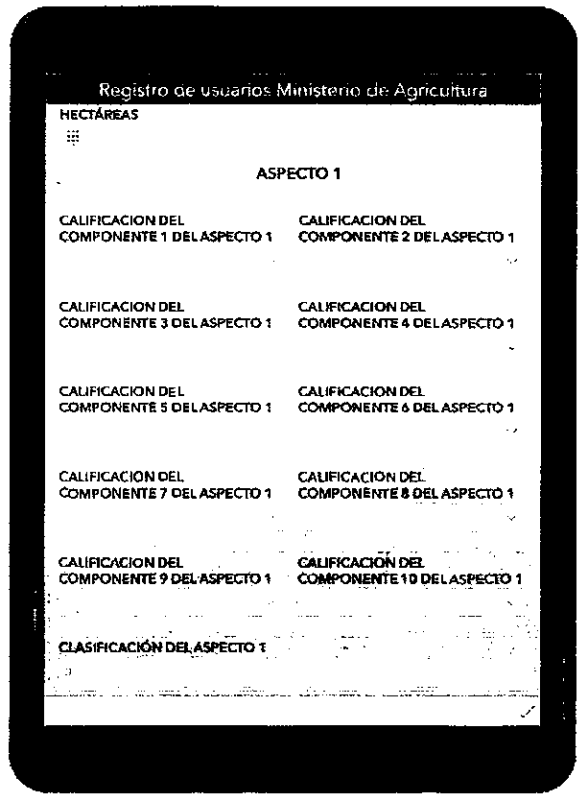 Registro de usuarios Ministerio de Agricultura
HECTÁREAS
ASPECTO 1
CALIFICACION DEL
COMPONENTE 1 DEL ASPECTO 1
CALIFICACION DEL
COMPONENTE 2 DEL ASPECTO 1
CALIFICACION DEL
COMPONENTE 3 DEL ASPECTO 1
CALIFICACION DEL
COMPONENTE 4 DEL ASPECTO 1
CALIFICACION DEL
COMPONENTE 5 DEL ASPECTO 1
CALIFICACION DEL
COMPONENTE 6 DEL ASPECTO 1
CALIFICACION DEL
COMPONENTE 7 DEL ASPECTO 1
CALIFICACION DEL
COMPONENTE 8 DEL ASPECTO 1
CALIFICACION DEL
COMPONENTE 9 DEL ASPECTO 1
CALIFICACION DEL
COMPONENTE 10 DEL ASPECTO 1
CLASIFICACIÓN DEL ASPECTO 1